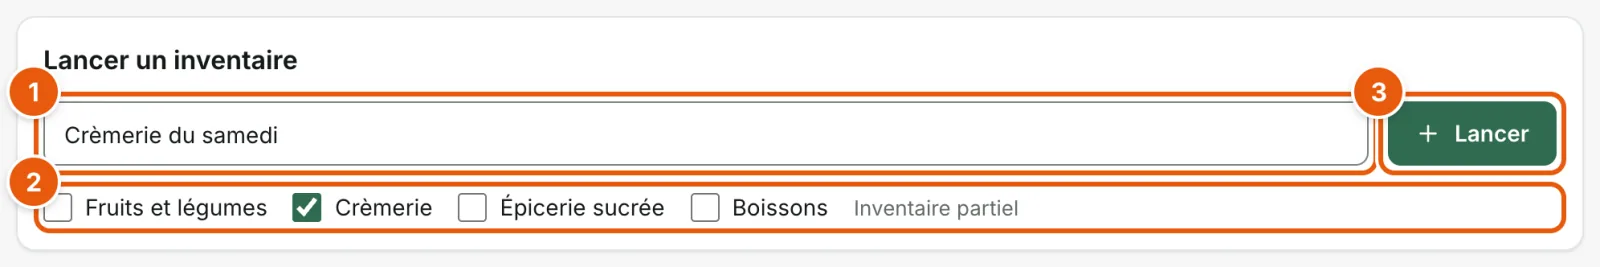 Lancer un inventaire
1
3
Crèmerie du samedi
+ Lancer
2
Fruits et légumes Crèmerie Épicerie sucrée Boissons Inventaire partiel